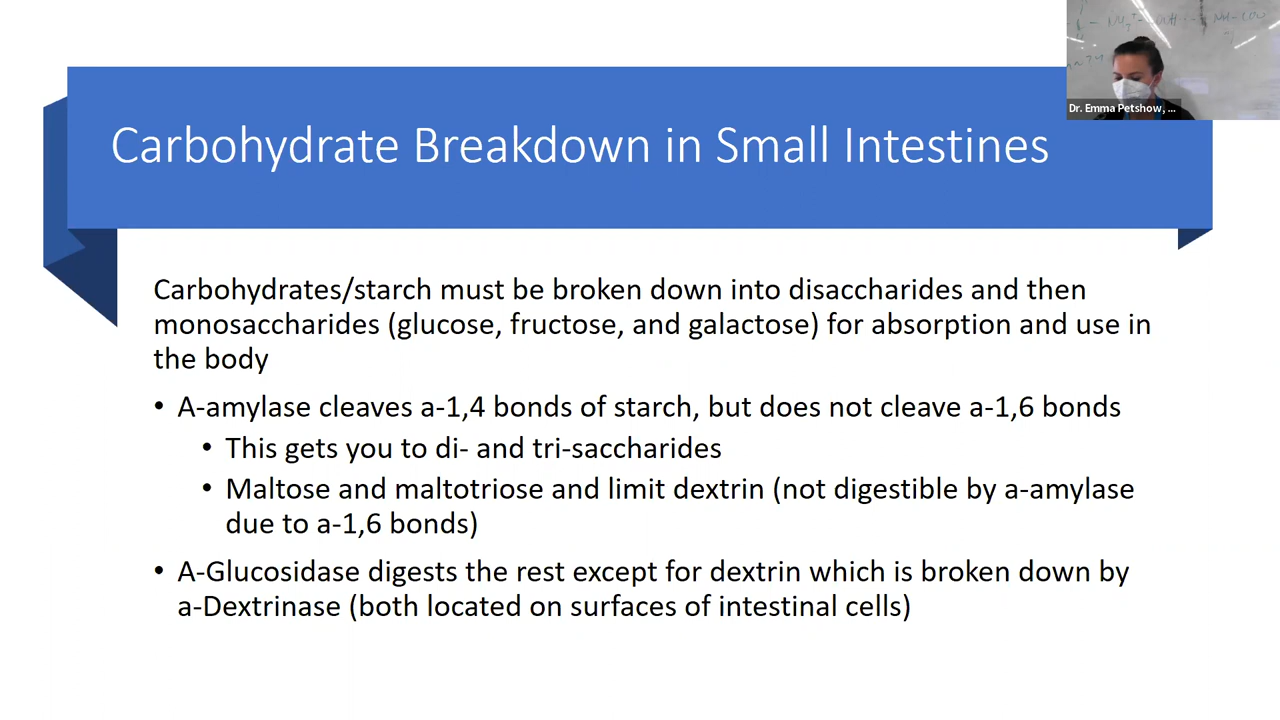 Dr. Emma Petshow, ...
Carbohydrate Breakdown in Small Intestines
Carbohydrates/starch must be broken down into disaccharides and then
monosaccharides (glucose, fructose, and galactose) for absorption and use in
the body
• A-amylase cleaves a-1,4 bonds of starch, but does not cleave a-1,6 bonds
• This gets you to di- and tri-saccharides
• Maltose and maltotriose and limit dextrin (not digestible by a-amylase
due to a-1,6 bonds)
• A-Glucosidase digests the rest except for dextrin which is broken down by
a-Dextrinase (both located on surfaces of intestinal cells)